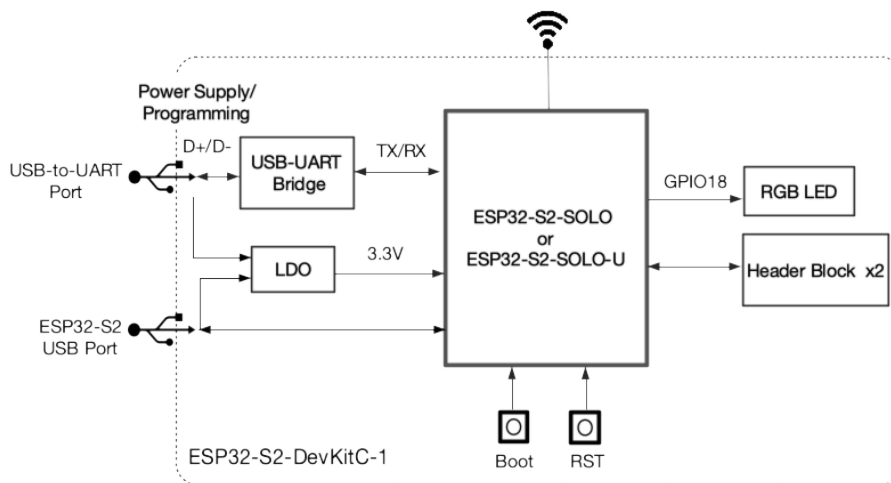 Power Supply/
Programming
D+/D-
USB-to-UART
Port
USB-UART
Bridge
TX/RX
ESP32-S2-SOLO
or
ESP32-S2-SOLO-U
GPIO18
RGB LED
LDO
3.3V
Header Block x2
ESP32-S2
USB Port
ESP32-S2-DevKitC-1
Boot
RST